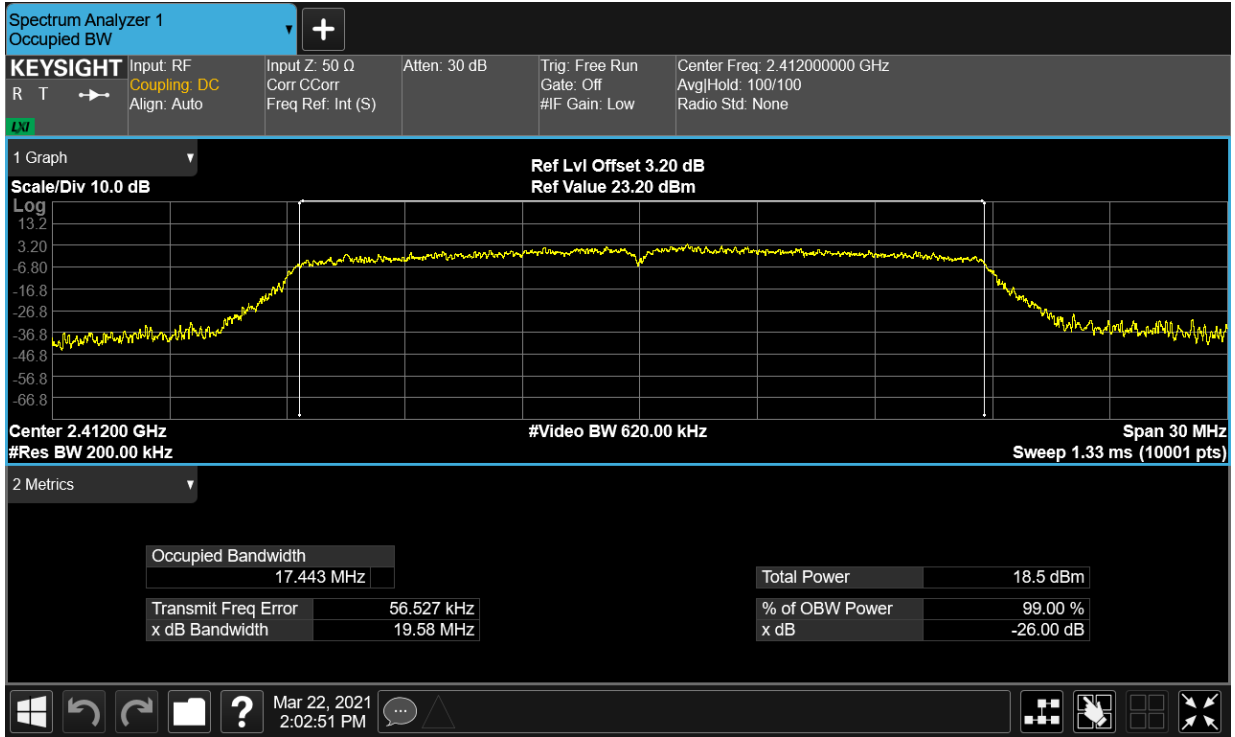 Spectrum Analyzer 1
Occupied BW
KEYSIGHT
R T
LXI
Input: RF
Coupling: DC
Align: Auto
Input Z: 50 Ω
Corr CCorr
Freq Ref: Int (S)
Atten: 30 dB
Trig: Free Run
Gate: Off
#IF Gain: Low
Center Freq: 2.412000000 GHz
Avg|Hold: 100/100
Radio Std: None
1 Graph
Scale/Div 10.0 dB
Ref Lvl Offset 3.20 dB
Ref Value 23.20 dBm
Log
13.2
3.20
-6.80
-16.8
-26.8
-36.8
-46.8
-56.8
-66.8
Center 2.41200 GHz
#Res BW 200.00 kHz
#Video BW 620.00 kHz
Span 30 MHz
Sweep 1.33 ms (10001 pts)
2 Metrics
Occupied Bandwidth
17.443 MHz
Transmit Freq Error 56.527 kHz
x dB Bandwidth 19.58 MHz
Total Power 18.5 dBm
% of OBW Power 99.00 %
x dB -26.00 dB
?
Mar 22, 2021
2:02:51 PM